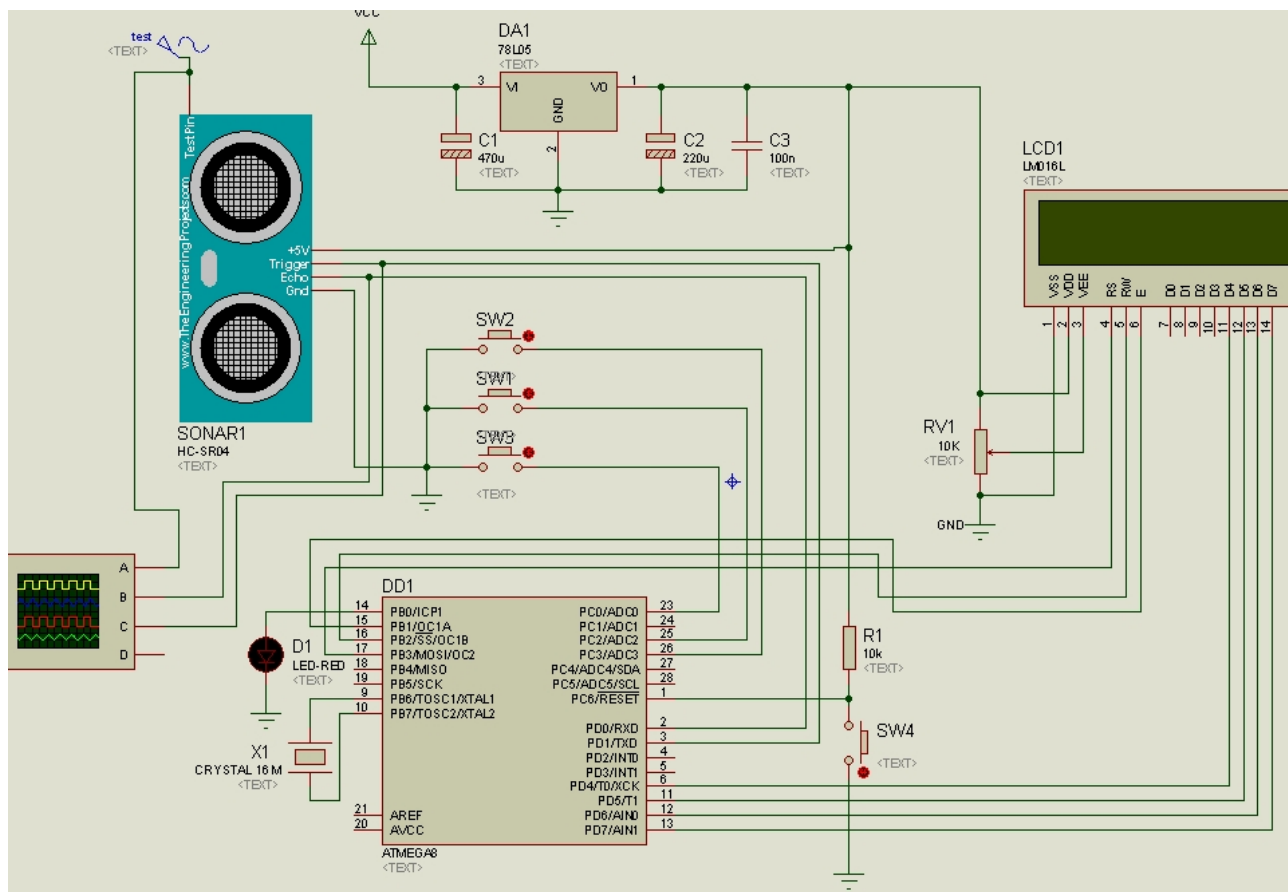 VCC
test
<TEXT>
DA1
78L05
<TEXT>
3
VI
VO
1
GND
2
C1
470u
<TEXT>
C2
220u
<TEXT>
C3
100n
<TEXT>
LCD1
LM016L
<TEXT>
TestPin
www.TheEngineeringProjects.com
+5V
Trigger
Echo
Gnd
SONAR1
HC-SR04
<TEXT>
VSS
VDD
VEE
RS
RW
E
D0
D1
D2
D3
D4
D5
D6
D7
1
2
3
4
5
6
7
8
9
10
11
12
13
14
SW2
SW1
SW3
<TEXT>
RV1
10K
<TEXT>
GND
A
B
C
D
DD1
14
PB0/ICP1
15
PB1/OC1A
16
PB2/SS/OC1B
17
PB3/MOSI/OC2
18
PB4/MISO
19
PB5/SCK
9
PB6/TOSC1/XTAL1
10
PB7/TOSC2/XTAL2
21
AREF
20
AVCC
PC0/ADC0
23
PC1/ADC1
24
PC2/ADC2
25
PC3/ADC3
26
PC4/ADC4/SDA
27
PC5/ADC5/SCL
28
PC6/RESET
1
PD0/RXD
2
PD1/TXD
3
PD2/INT0
4
PD3/INT1
5
PD4/T0/XCK
6
PD5/T1
11
PD6/AIN0
12
PD7/AIN1
13
ATMEGA8
<TEXT>
D1
LED-RED
<TEXT>
X1
CRYSTAL 16M
<TEXT>
R1
10k
<TEXT>
SW4
<TEXT>